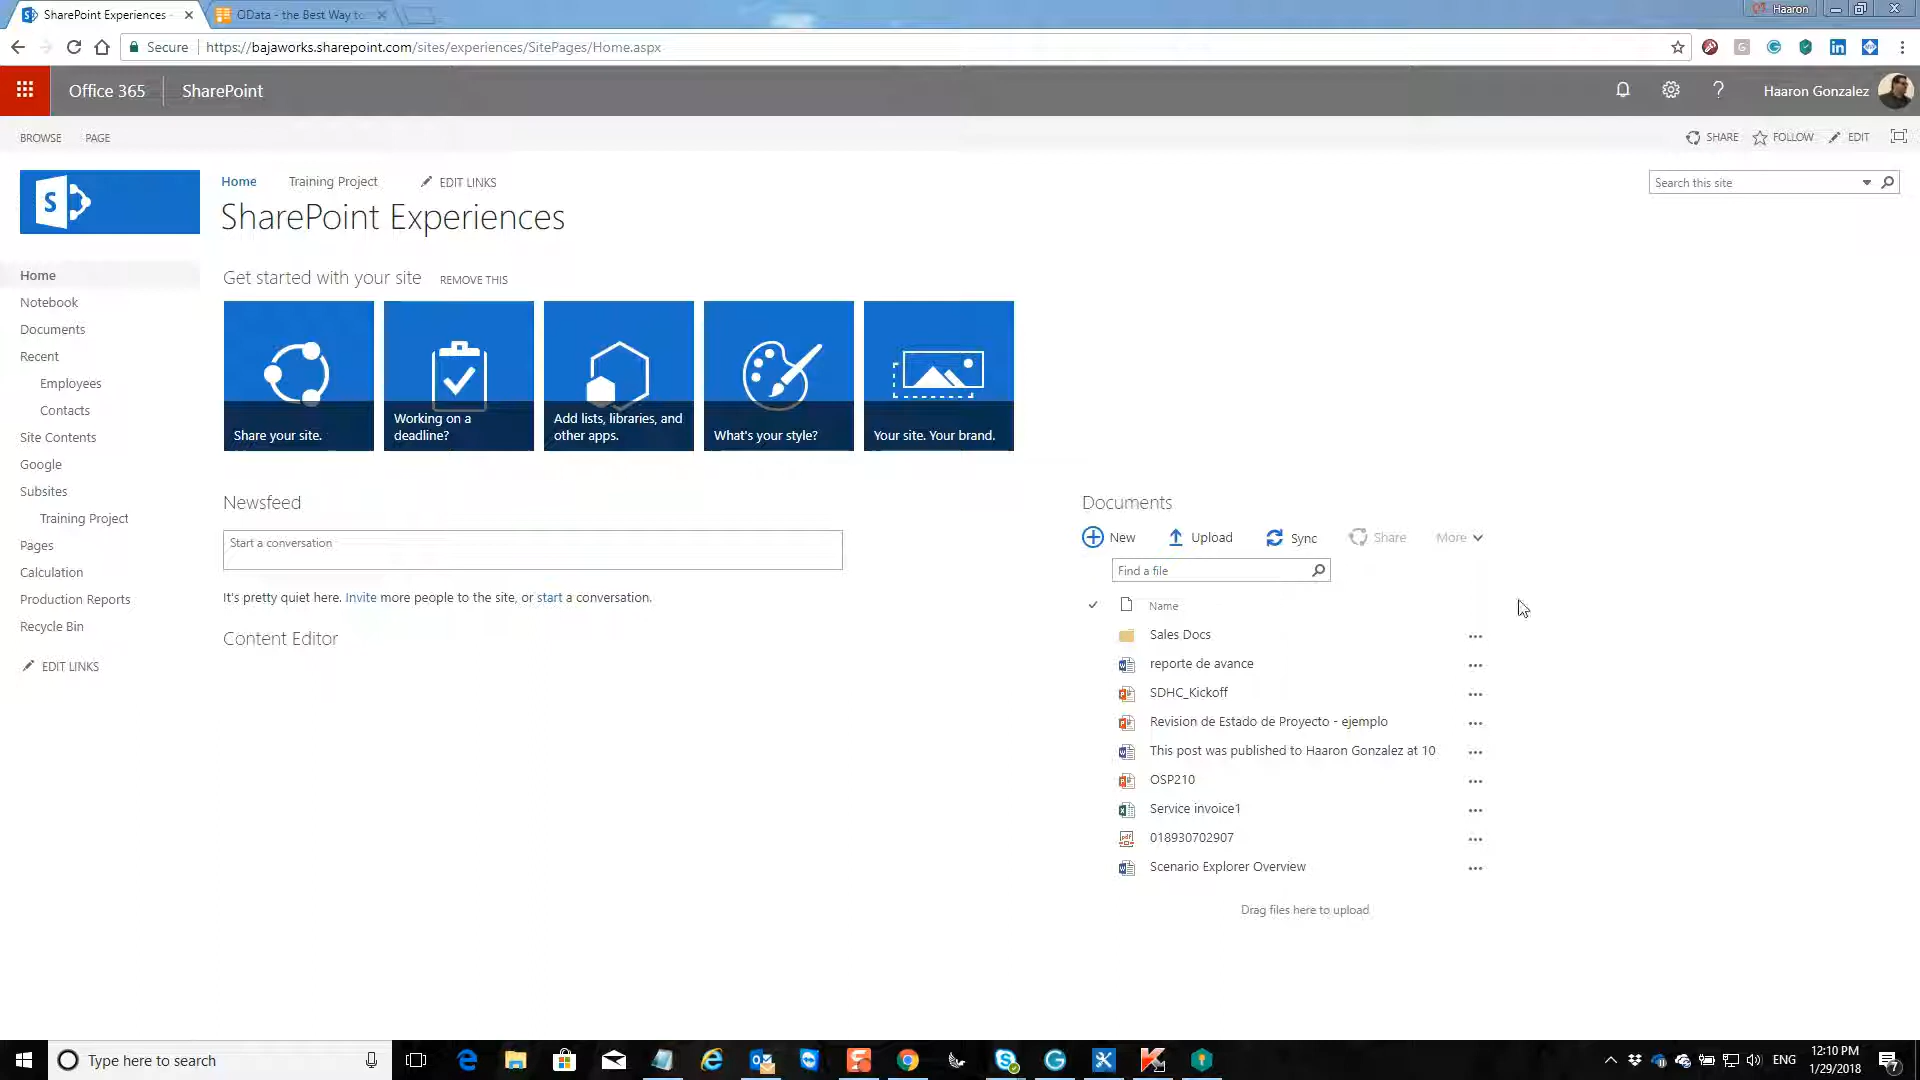 SharePoint Experiences -
OData - the Best Way to
Haaron
Secure
https://bajaworks.sharepoint.com/sites/experiences/SitePages/Home.aspx
Office 365
SharePoint
Haaron Gonzalez
BROWSE
PAGE
SHARE
FOLLOW
EDIT
Home
Training Project
EDIT LINKS
Search this site
SharePoint Experiences
Home
Notebook
Documents
Recent
Employees
Contacts
Site Contents
Google
Subsites
Training Project
Pages
Calculation
Production Reports
Recycle Bin
EDIT LINKS
Get started with your site
REMOVE THIS
Share your site.
Working on a
deadline?
Add lists, libraries, and
other apps.
What's your style?
Your site. Your brand.
Newsfeed
Start a conversation
It's pretty quiet here. Invite more people to the site, or start a conversation.
Content Editor
Documents
New
Upload
Sync
Share
More
Find a file
Name
Sales Docs
reporte de avance
SDHC_Kickoff
Revision de Estado de Proyecto - ejemplo
This post was published to Haaron Gonzalez at 10
OSP210
Service invoice1
018930702907
Scenario Explorer Overview
Drag files here to upload
Type here to search
ENG
12:10 PM
1/29/2018
7